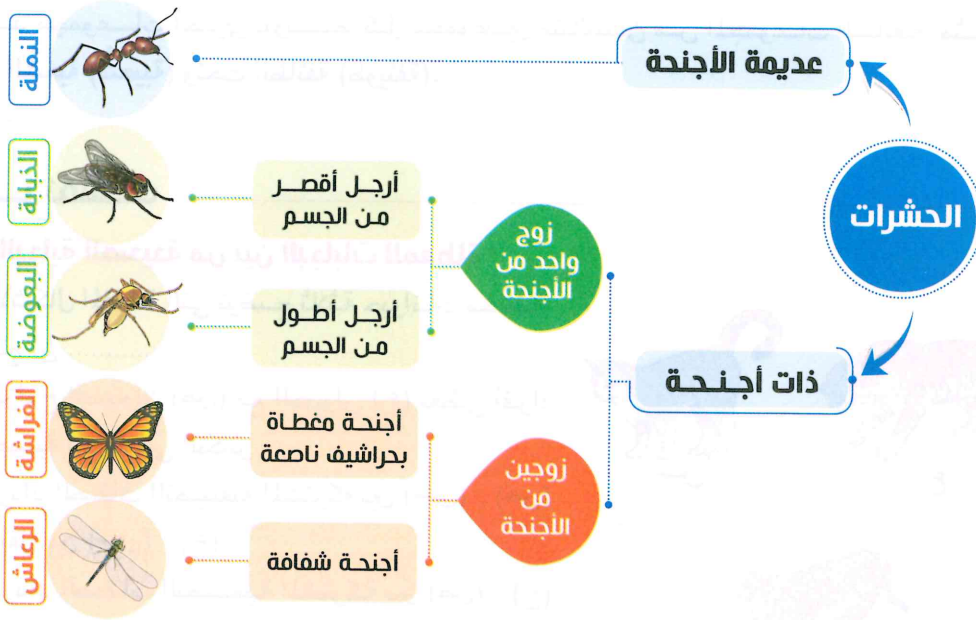 الحشرات
عديمة الأجنحة
النملة
ذات أجنحة
زوج
واحد من
الأجنحة
أرجل أقصر
من الجسم
الذبابة
أرجل أطول
من الجسم
البعوضة
زوجين
من
الأجنحة
أجنحة مغطاة
بحراشيف ناصعة
الفراشة
أجنحة شفافة
الرعاش